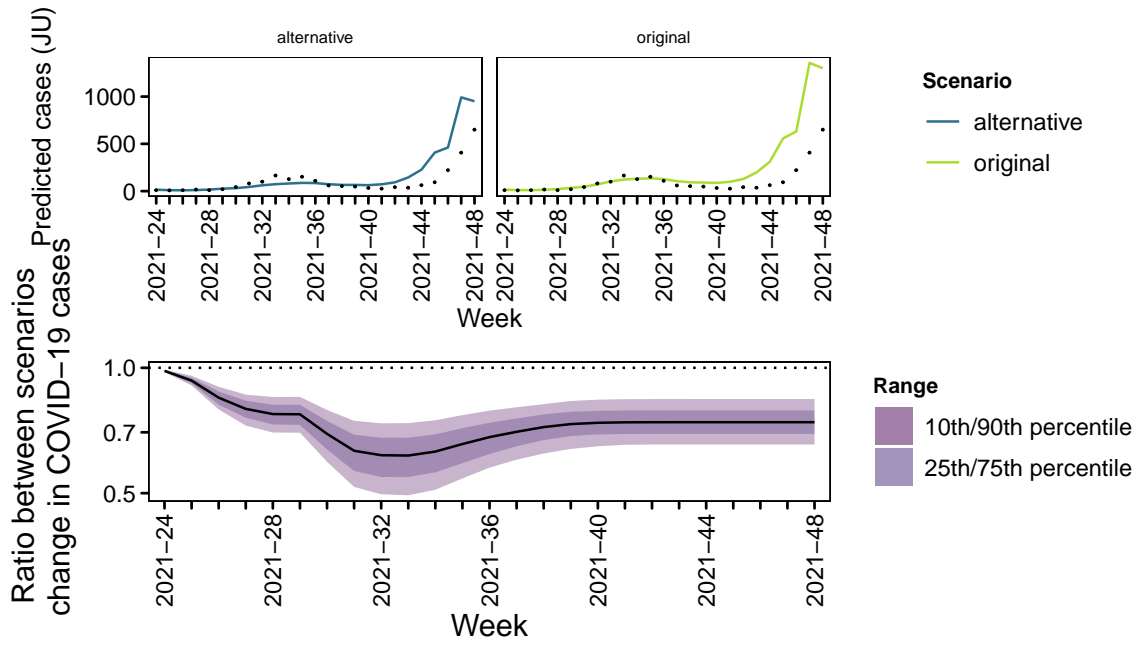 Predicted cases (JU)
alternative
original
1000
500
0
2021−24
2021−28
2021−32
2021−36
2021−40
2021−44
2021−48
2021−24
2021−28
2021−32
2021−36
2021−40
2021−44
2021−48
Week
Scenario
alternative
original
Ratio between scenarios
change in COVID−19 cases
1.0
0.7
0.5
2021−24
2021−28
2021−32
2021−36
2021−40
2021−44
2021−48
Week
Range
10th/90th percentile
25th/75th percentile